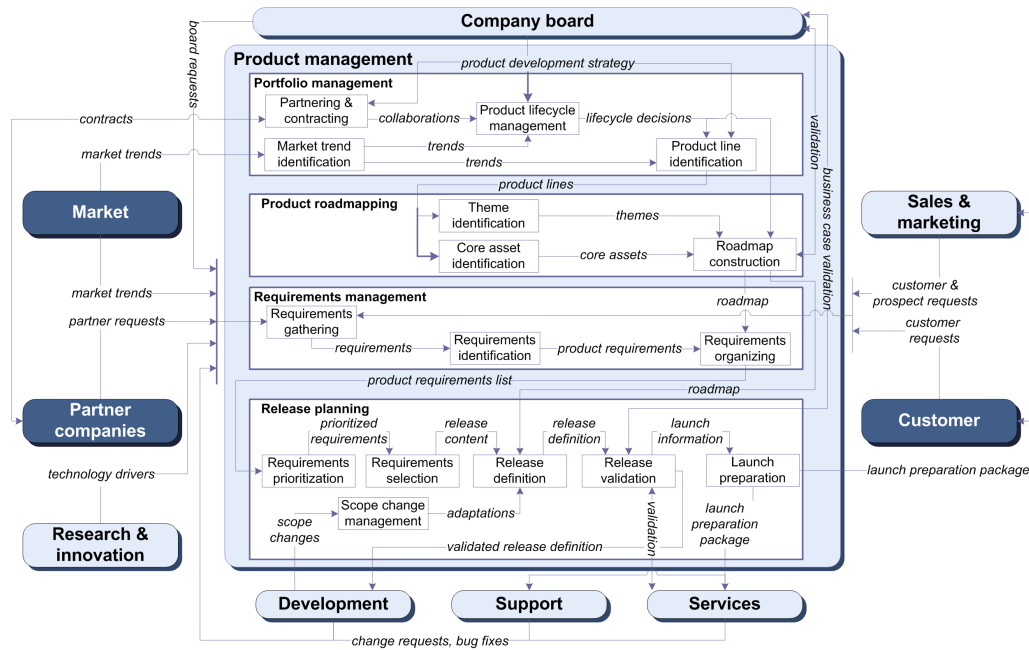 Company board
board requests
Product management
product development strategy
Portfolio management
Partnering &
contracting
collaborations
Product lifecycle
management
lifecycle decisions
contracts
market trends
Market trend
identification
trends
trends
Product line
identification
validation
business case validation
product lines
Market
Product roadmapping
Theme
identification
themes
Core asset
identification
core assets
Roadmap
construction
Sales &
marketing
market trends
partner requests
Requirements management
Requirements
gathering
requirements
Requirements
identification
product requirements
roadmap
Requirements
organizing
customer &
prospect requests
customer
requests
product requirements list
roadmap
Partner
companies
Customer
Release planning
prioritized
requirements
release
content
release
definition
launch
information
Requirements
prioritization
Requirements
selection
Release
definition
Release
validation
Launch
preparation
launch preparation package
technology drivers
Research &
innovation
scope
changes
Scope change
management
adaptations
validation
launch
preparation
package
validated release definition
Development
Support
Services
change requests, bug fixes